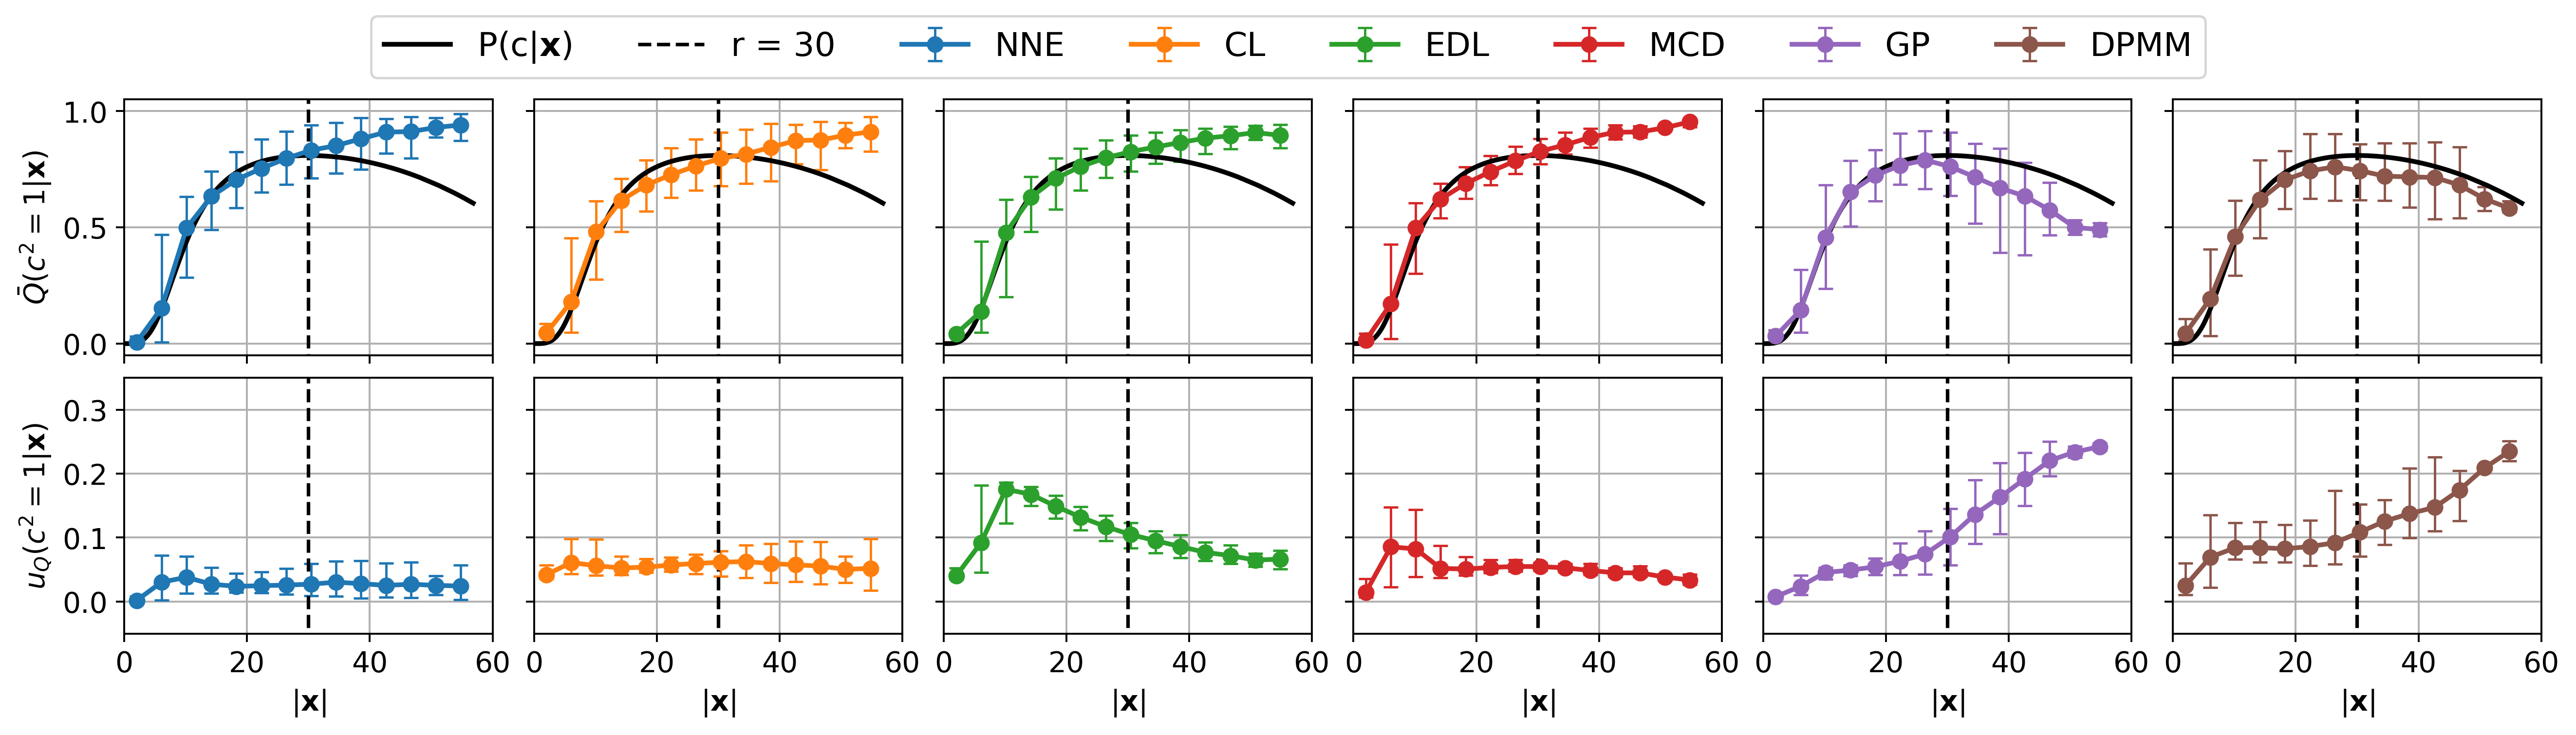 P(c|x) r = 30 NNE CL EDL MCD GP DPMM
1.0
0.5
0.0
Q̄(c² = 1|x)
0.3
0.2
0.1
0.0
u_Q(c² = 1|x)
0 20 40 60 0 20 40 60 0 20 40 60 0 20 40 60 0 20 40 60 0 20 40 60
|x| |x| |x| |x| |x| |x|